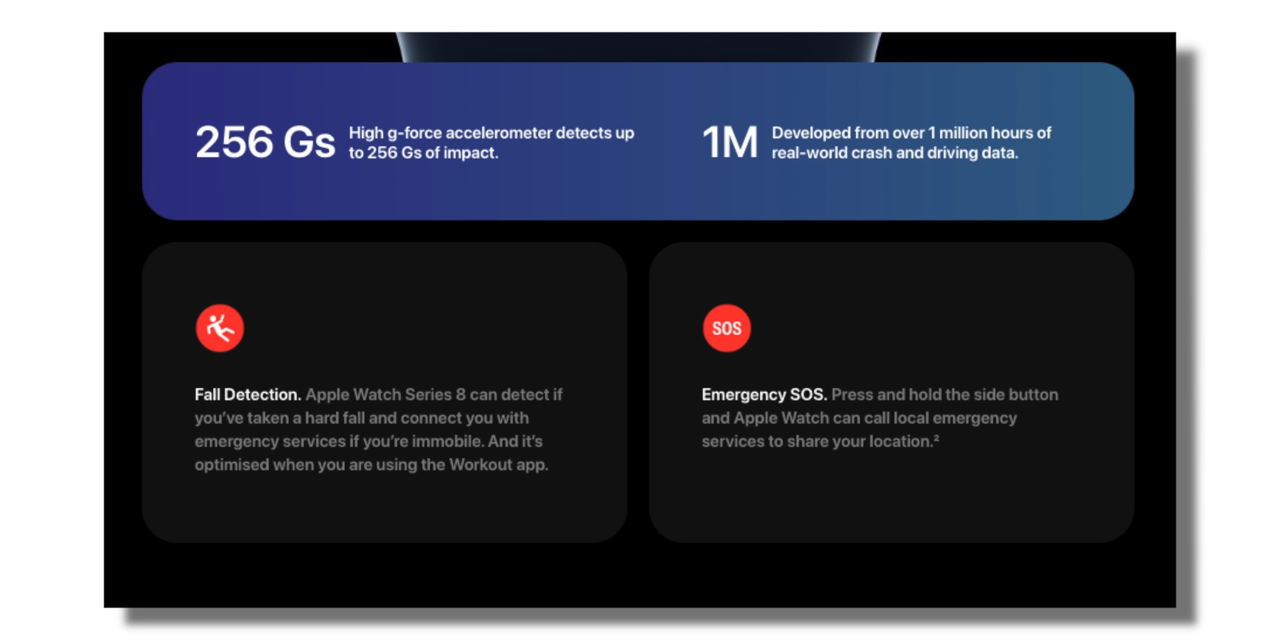 256 Gs
High g-force accelerometer detects up
to 256 Gs of impact.
1M
Developed from over 1 million hours of
real-world crash and driving data.
Fall Detection. Apple Watch Series 8 can detect if
you’ve taken a hard fall and connect you with
emergency services if you’re immobile. And it’s
optimised when you are using the Workout app.
SOS
Emergency SOS. Press and hold the side button
and Apple Watch can call local emergency
services to share your location.²